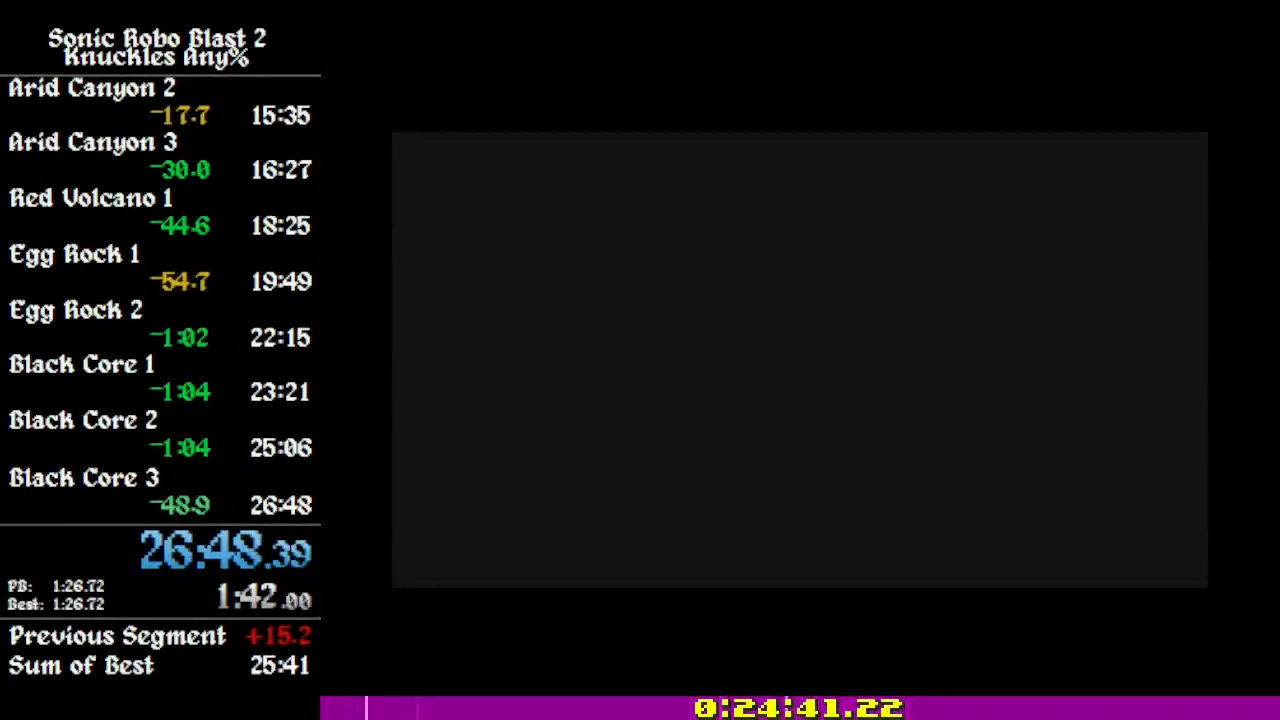 Sonic Robo Blast 2
Knuckles Any%
Arid Canyon 2
-17.7 15:35
Arid Canyon 3
-30.0 16:27
Red Volcano 1
-44.6 18:25
Egg Rock 1
-54.7 19:49
Egg Rock 2
-1:02 22:15
Black Core 1
-1:04 23:21
Black Core 2
-1:04 25:06
Black Core 3
-48.9 26:48
26:48.39
PB: 1:26.72
Best: 1:26.72
1:42.00
Previous Segment +15.2
Sum of Best 25:41
0:24:41.22